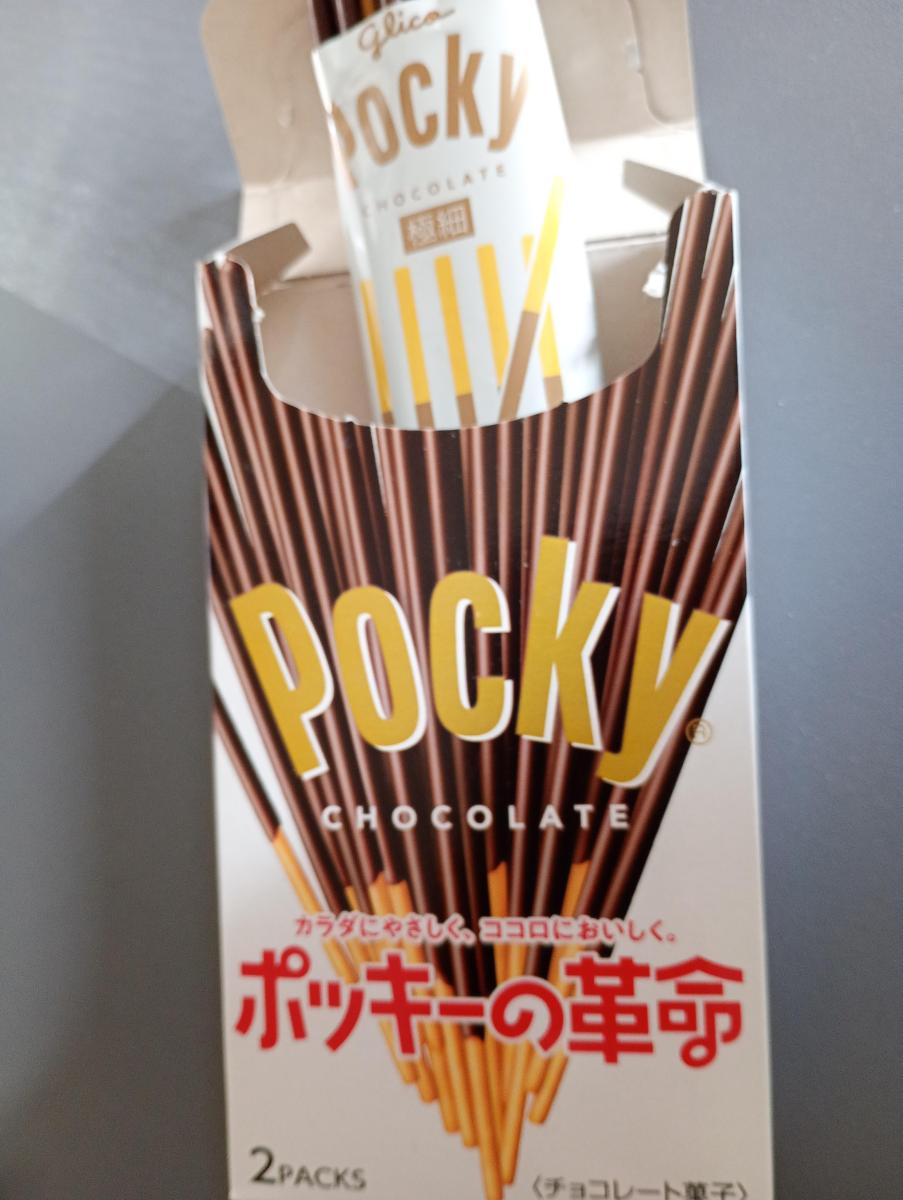 Glico
Pocky
CHOCOLATE
極細
Pocky
CHOCOLATE
カラダにやさしく、ココロにおいしく。
ポッキーの革命
2PACKS
〈チョコレート菓子〉